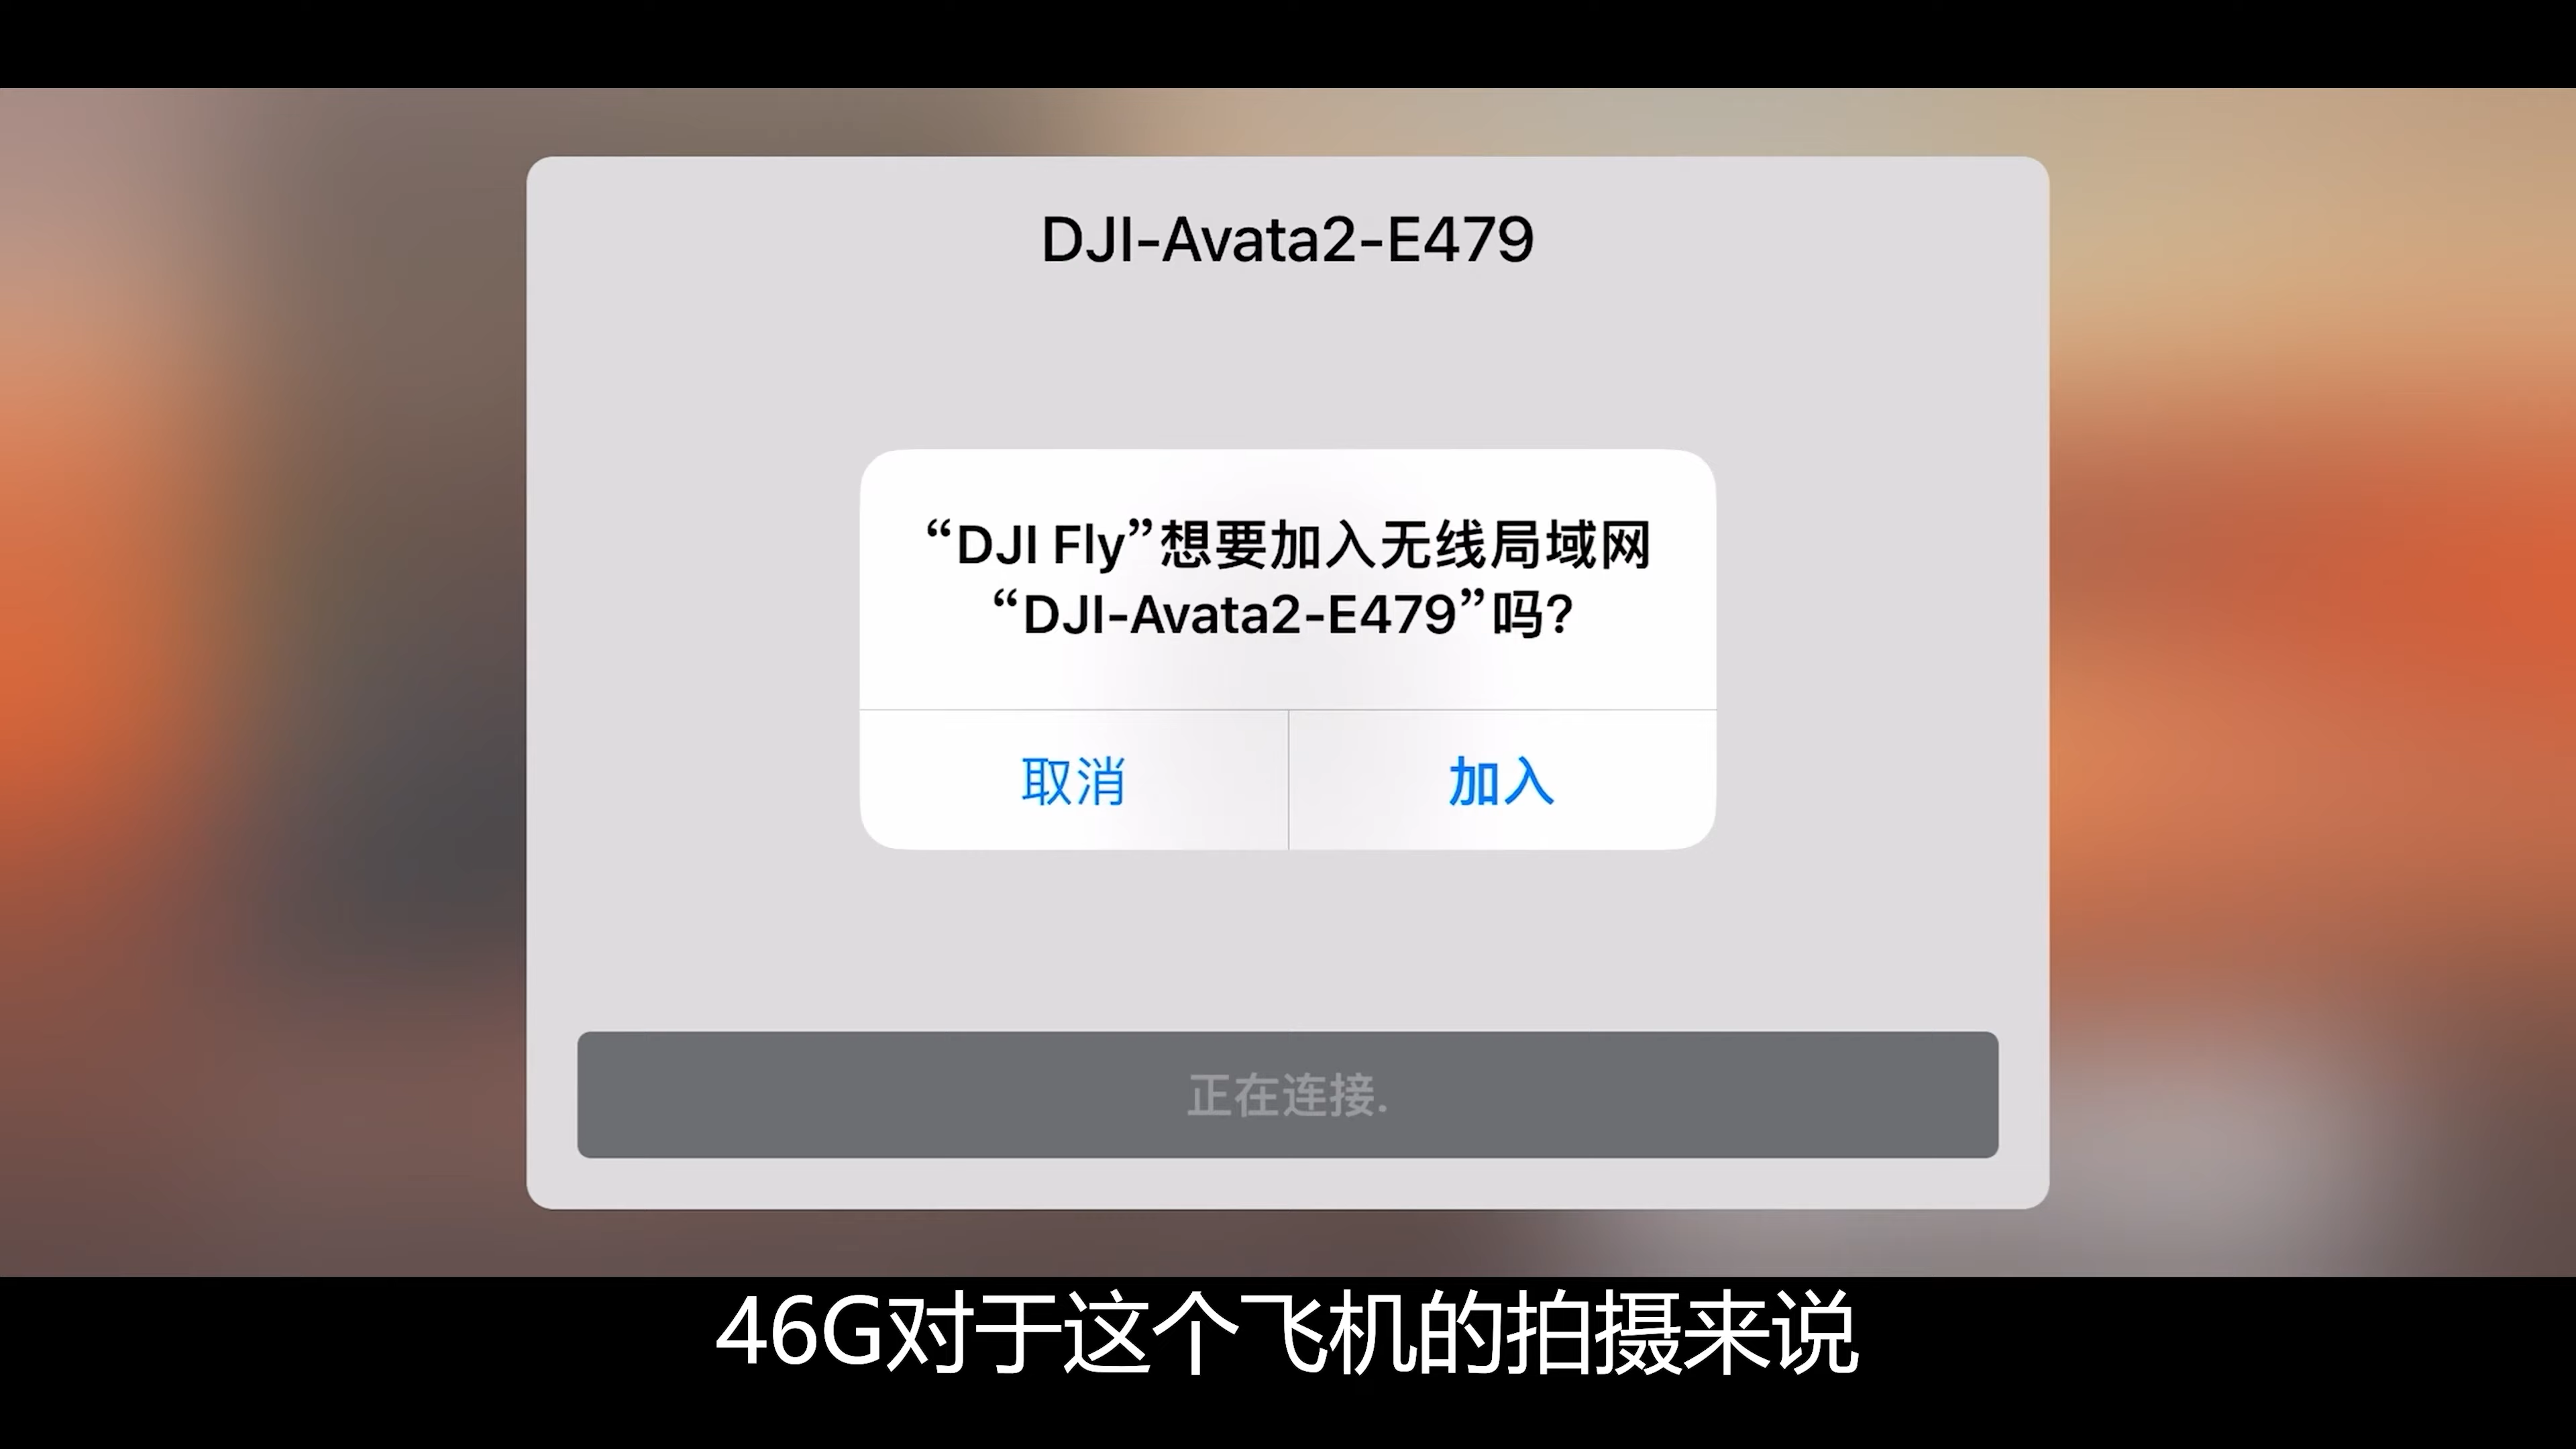 DJI-Avata2-E479
“DJI Fly”想要加入无线局域网
“DJI-Avata2-E479”吗?
取消
加入
正在连接.
46G对于这个飞机的拍摄来说